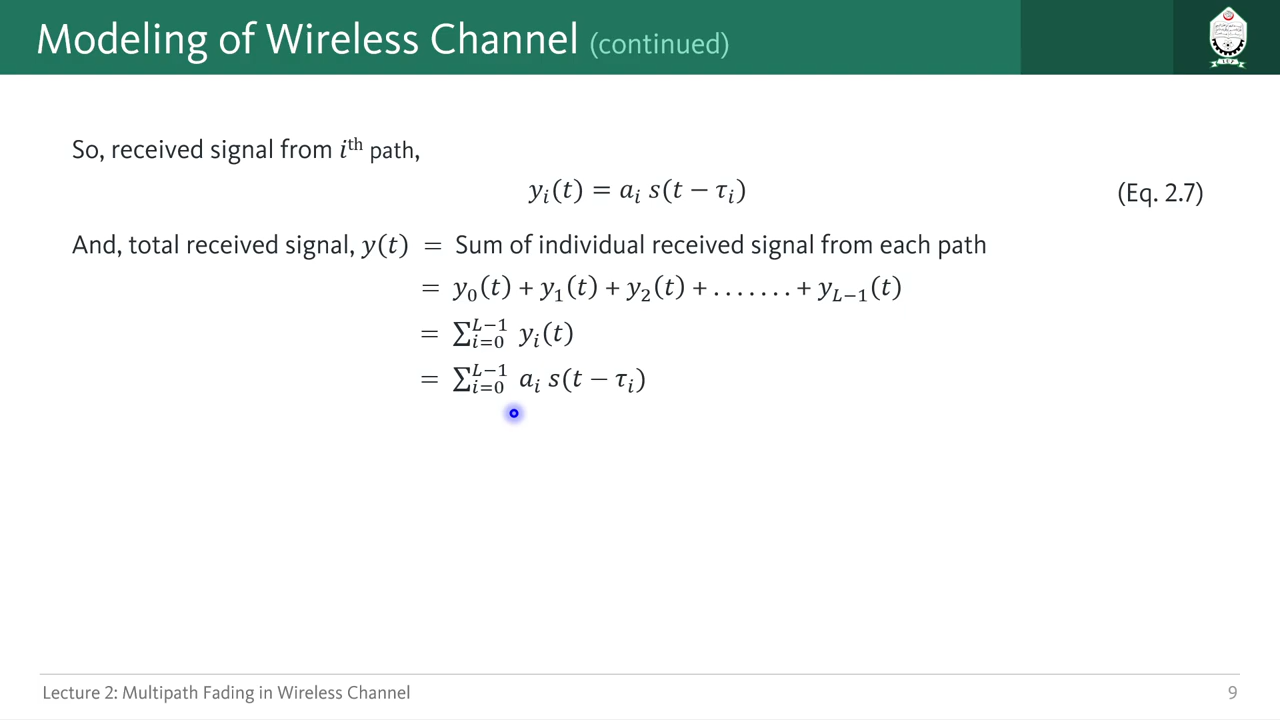 Modeling of Wireless Channel (continued)
So, received signal from iᵗʰ path,
yᵢ(t) = aᵢ s(t − τᵢ) (Eq. 2.7)
And, total received signal, y(t) = Sum of individual received signal from each path
= y₀(t) + y₁(t) + y₂(t) + . . . . . . . + y_{L−1}(t)
= ∑_{i=0}^{L−1} yᵢ(t)
= ∑_{i=0}^{L−1} aᵢ s(t − τᵢ)
Lecture 2: Multipath Fading in Wireless Channel 9